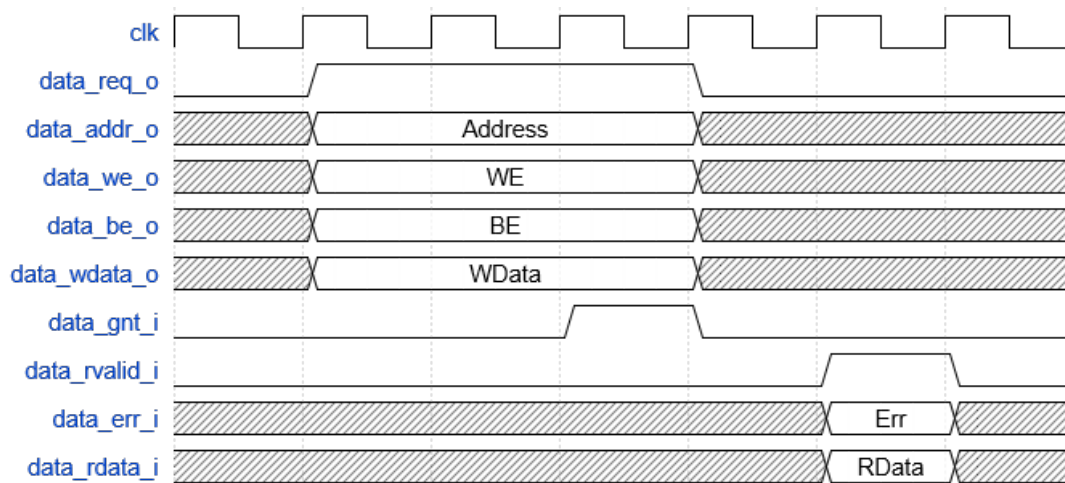 clk
data_req_o
data_addr_o Address
data_we_o WE
data_be_o BE
data_wdata_o WData
data_gnt_i
data_rvalid_i
data_err_i Err
data_rdata_i RData